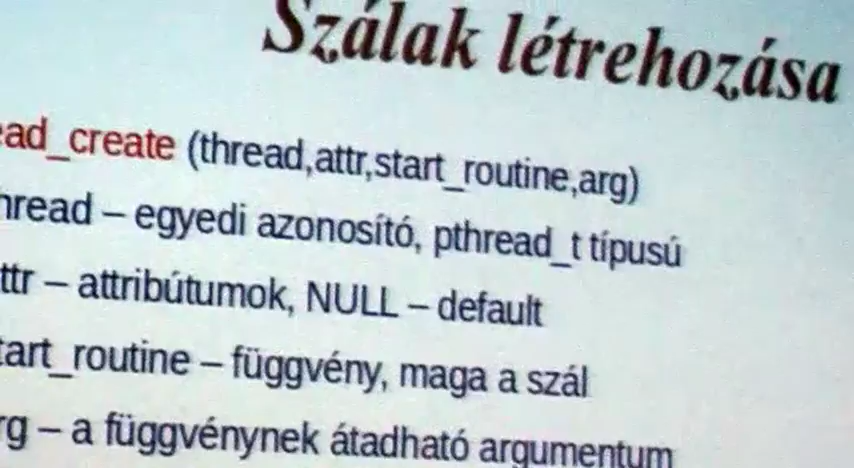 Szálak létrehozása
ead_create (thread,attr,start_routine,arg)
hread – egyedi azonosító, pthread_t típusú
ttr – attribútumok, NULL – default
tart_routine – függvény, maga a szál
rg – a függvénynek átadható argumentum